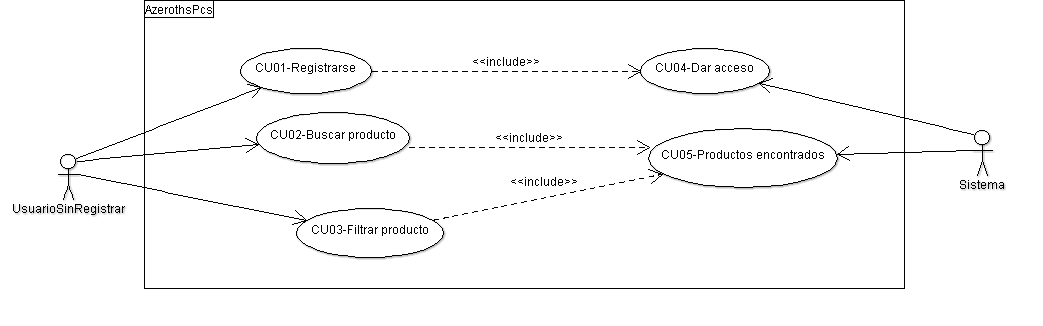 AzerothsPcs
CU01-Registrarse
<<include>>
CU04-Dar acceso
CU02-Buscar producto
<<include>>
CU05-Productos encontrados
<<include>>
Sistema
UsuarioSinRegistrar
CU03-Filtrar producto